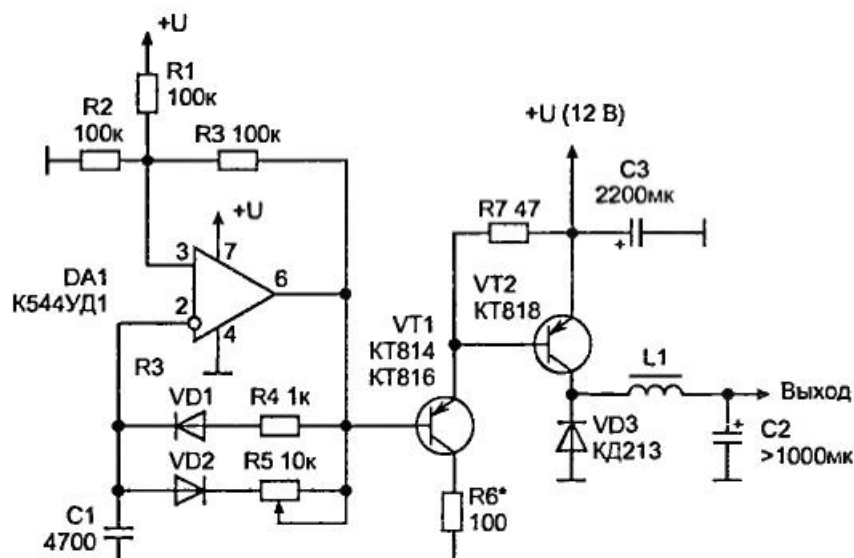 +U
R1
100к
R2
100к
R3 100к
+U
3
7
6
DA1
К544УД1
2
4
R3
VD1
R4 1к
VD2
R5 10к
C1
4700
+U (12 В)
C3
2200мк
+
R7 47
VT2
КТ818
VT1
КТ814
КТ816
L1
Выход
VD3
КД213
+
C2
>1000мк
R6*
100